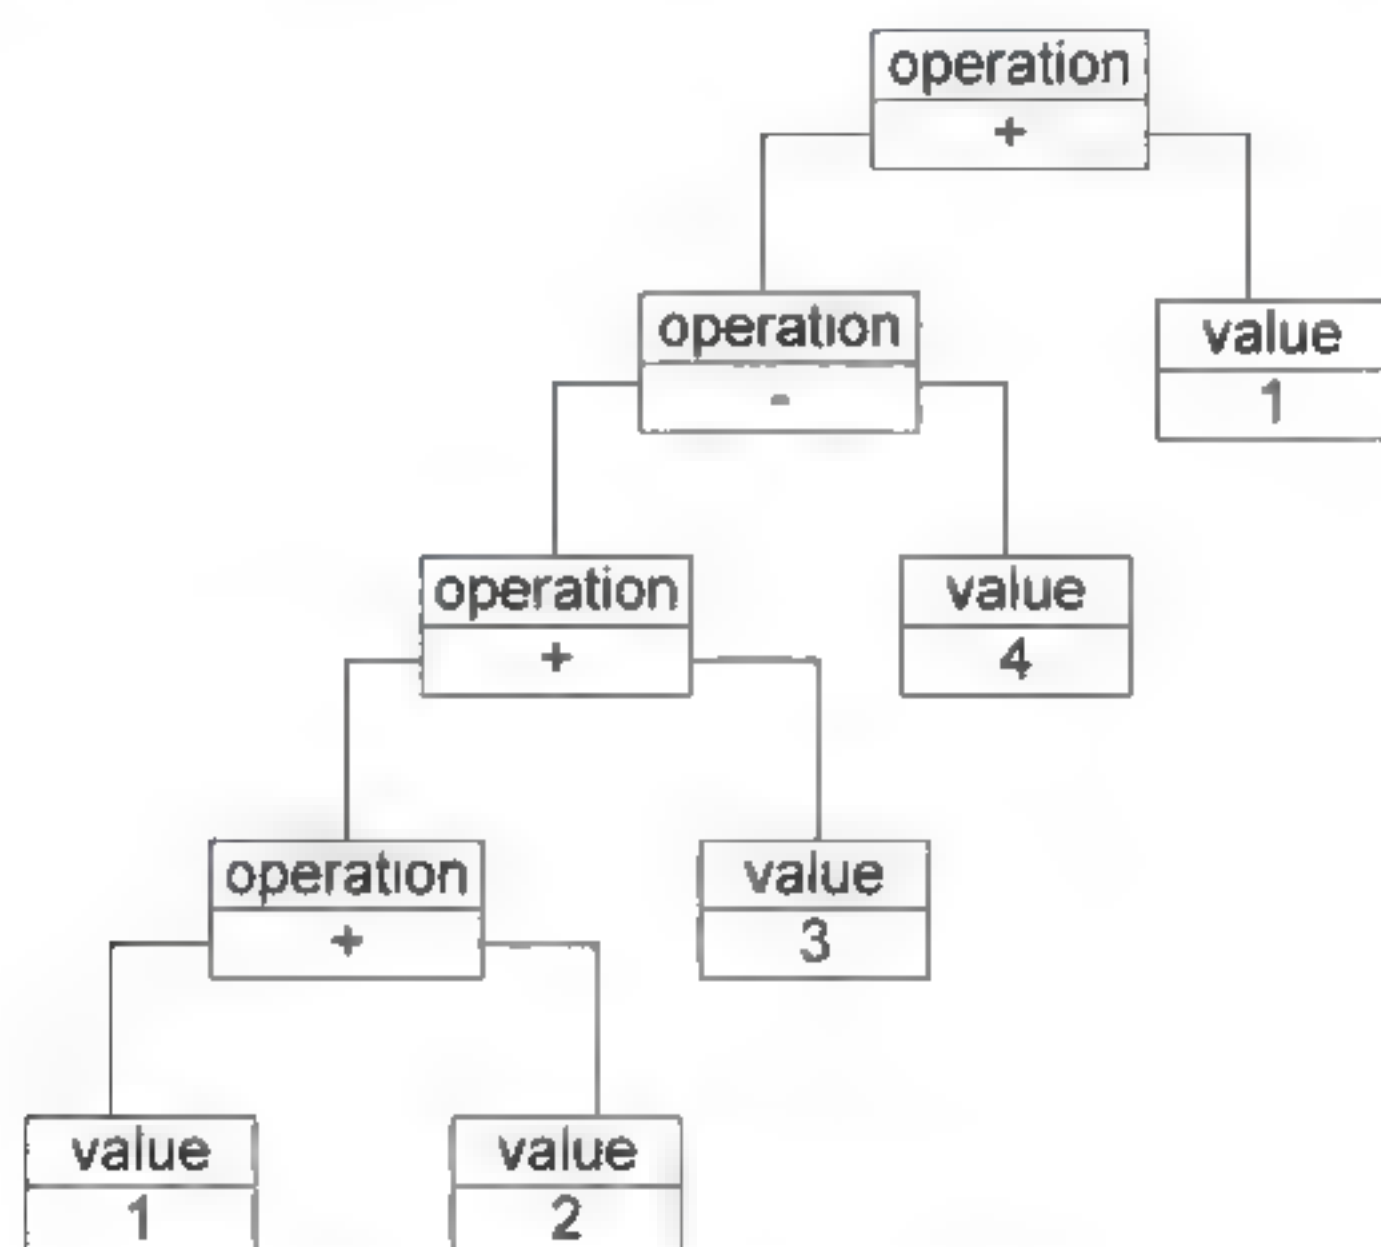 operation
+
operation
-
value
1
operation
+
value
4
operation
+
value
3
value
1
value
2